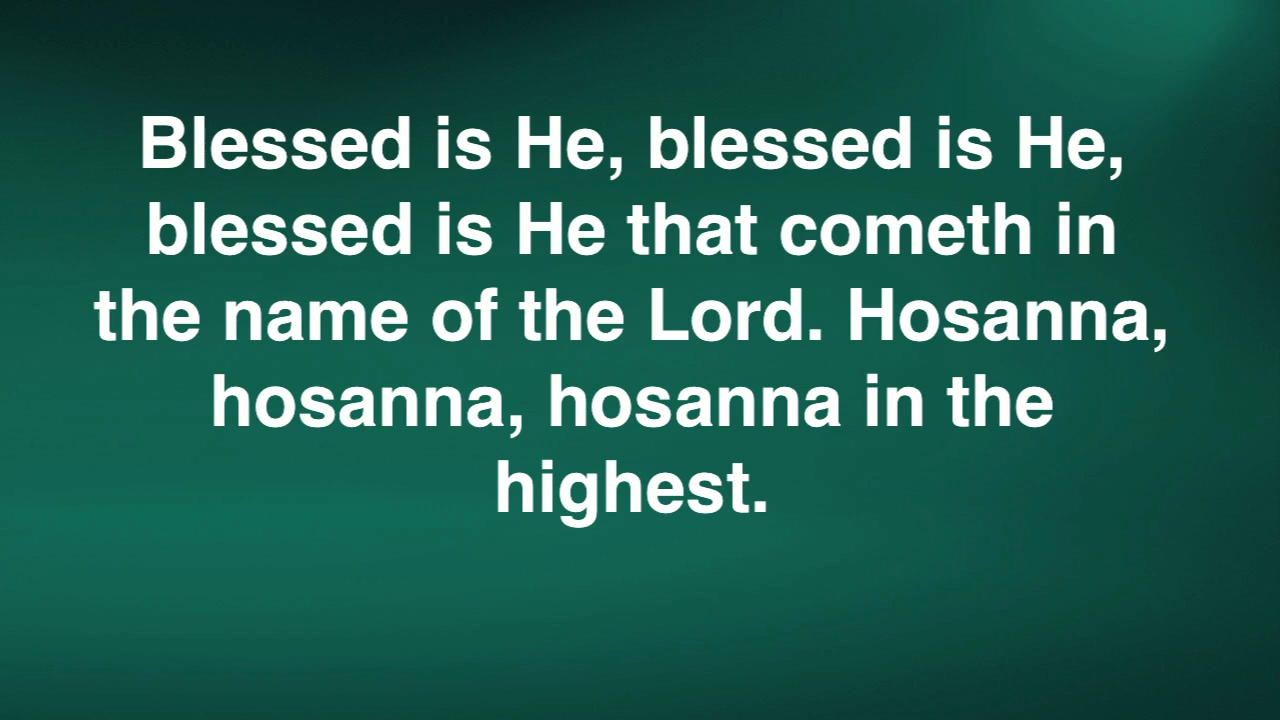 Blessed is He, blessed is He,
blessed is He that cometh in
the name of the Lord. Hosanna,
hosanna, hosanna in the
highest.